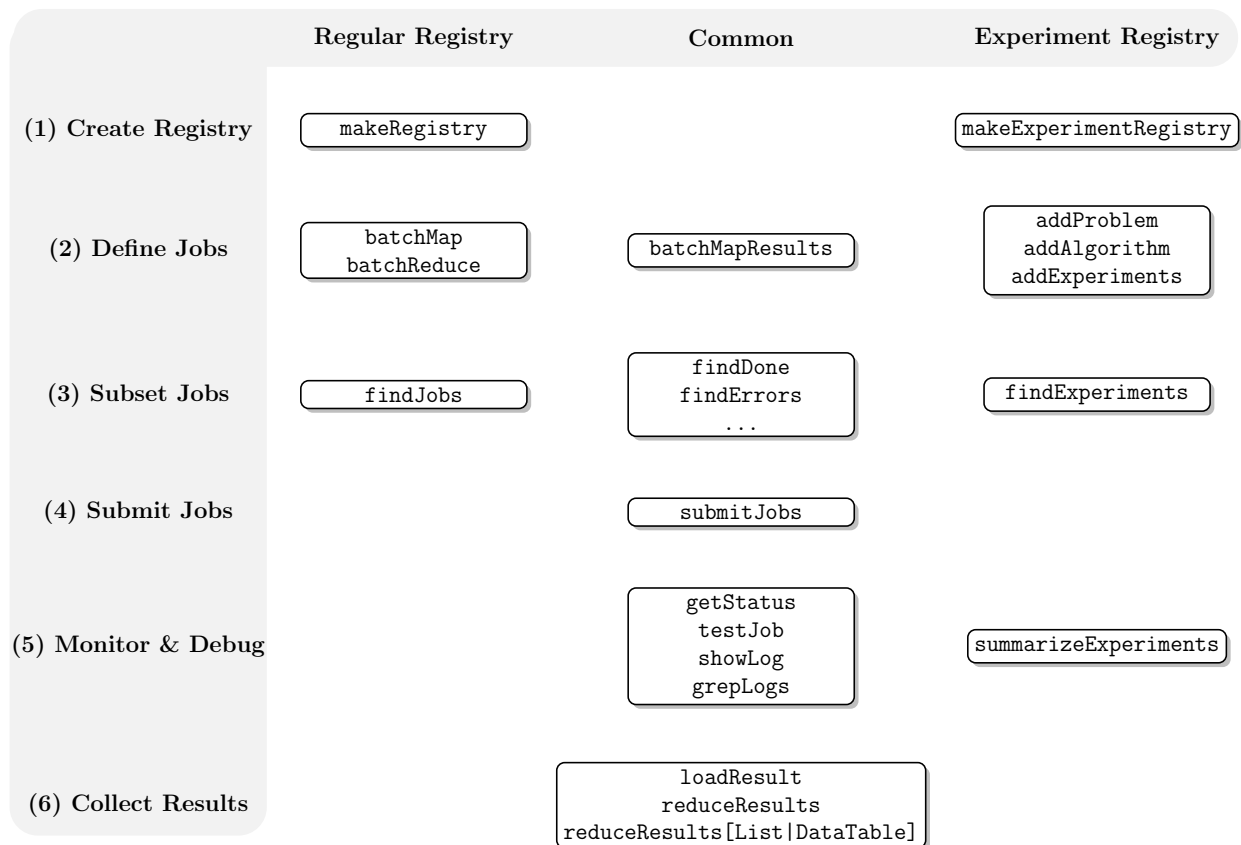 Regular Registry
Common
Experiment Registry
(1) Create Registry
makeRegistry
makeExperimentRegistry
(2) Define Jobs
batchMap
batchReduce
batchMapResults
addProblem
addAlgorithm
addExperiments
(3) Subset Jobs
findJobs
findDone
findErrors
...
findExperiments
(4) Submit Jobs
submitJobs
(5) Monitor & Debug
getStatus
testJob
showLog
grepLogs
summarizeExperiments
(6) Collect Results
loadResult
reduceResults
reduceResults[List|DataTable]